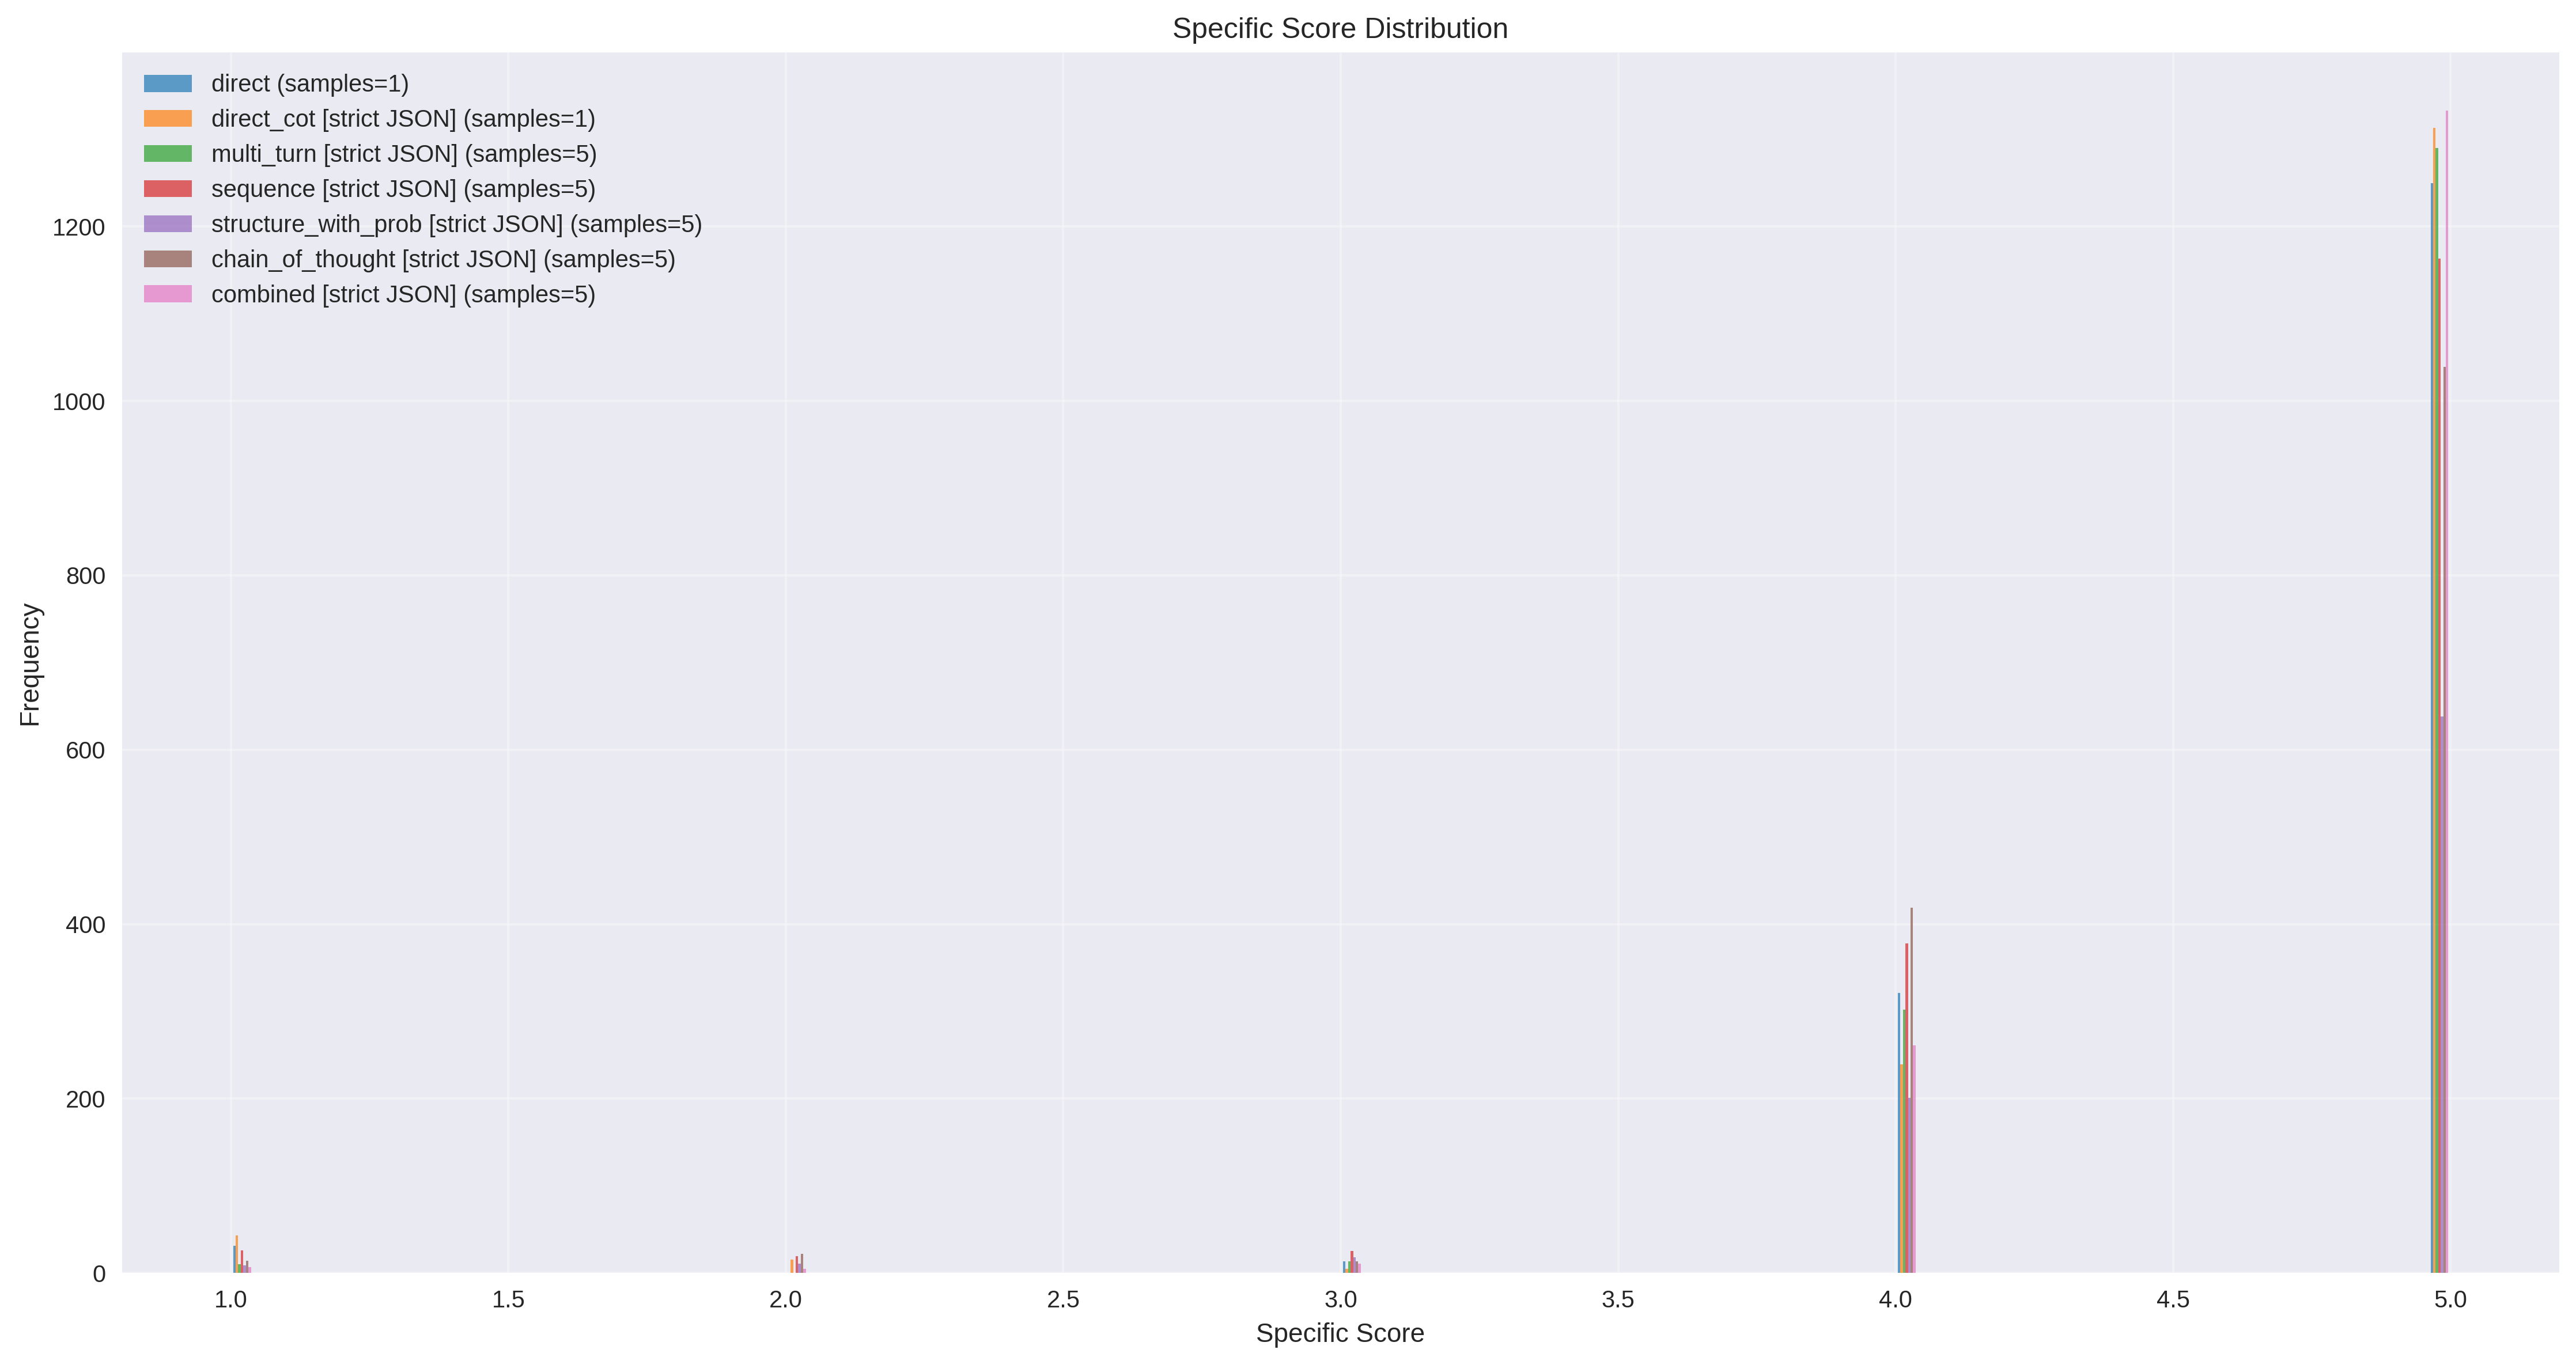 Specific Score Distribution
direct (samples=1)
direct_cot [strict JSON] (samples=1)
multi_turn [strict JSON] (samples=5)
sequence [strict JSON] (samples=5)
structure_with_prob [strict JSON] (samples=5)
chain_of_thought [strict JSON] (samples=5)
combined [strict JSON] (samples=5)
Frequency
1200
1000
800
600
400
200
0
1.0 1.5 2.0 2.5 3.0 3.5 4.0 4.5 5.0
Specific Score